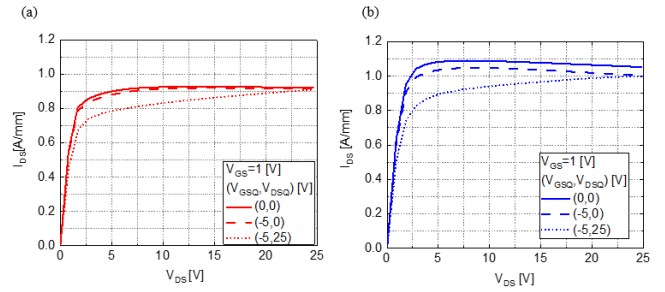 (a)
1.2
1.0
0.8
0.6
0.4
0.2
0.0
I_DS[A/mm]
V_GS=1 [V]
(V_GSQ,V_DSQ) [V]
(0,0)
(-5,0)
(-5,25)
0 5 10 15 20 25
V_DS[V]
(b)
1.2
1.0
0.8
0.6
0.4
0.2
0.0
I_DS[A/mm]
V_GS=1 [V]
(V_GSQ,V_DSQ) [V]
(0,0)
(-5,0)
(-5,25)
0 5 10 15 20 25
V_DS[V]